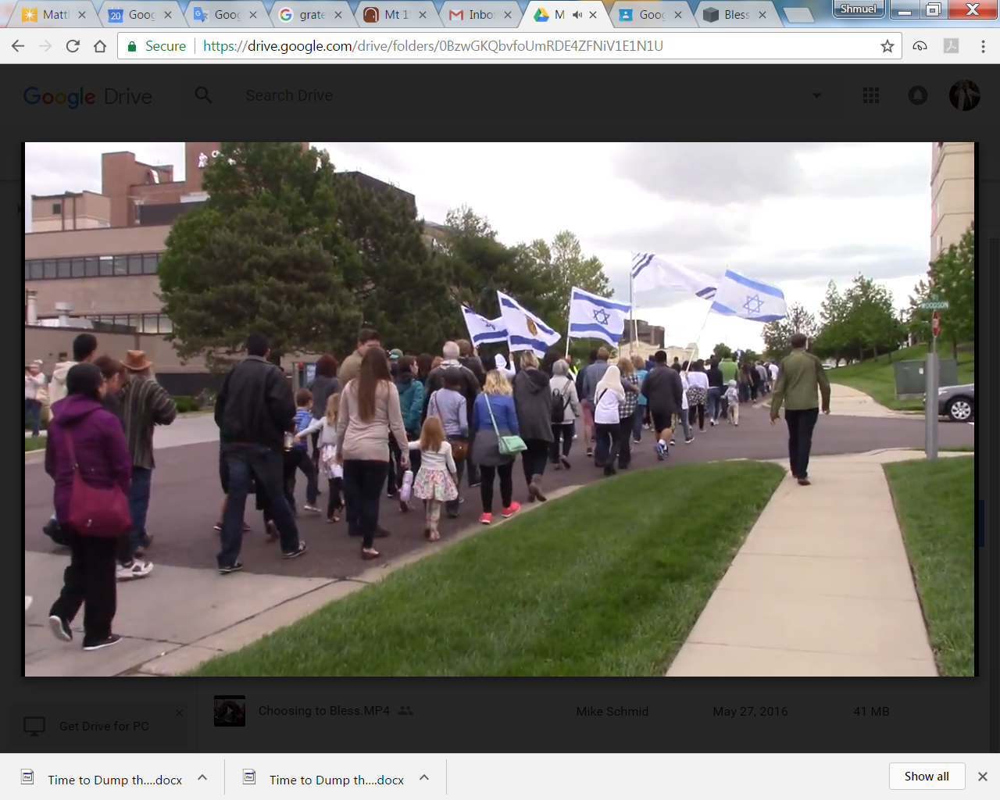 Matt
20
Goog
Goog
grate
Mt 1
Inbo
M
Goog
Bless
Shmuel
Secure
https://drive.google.com/drive/folders/0BzwGKQbvfoUmRDE4ZFNiV1E1N1U
Google Drive
Search Drive
WOODSON
Choosing to Bless.MP4
Mike Schmid
May 27, 2016
41 MB
Get Drive for PC
Time to Dump th....docx
Time to Dump th....docx
Show all